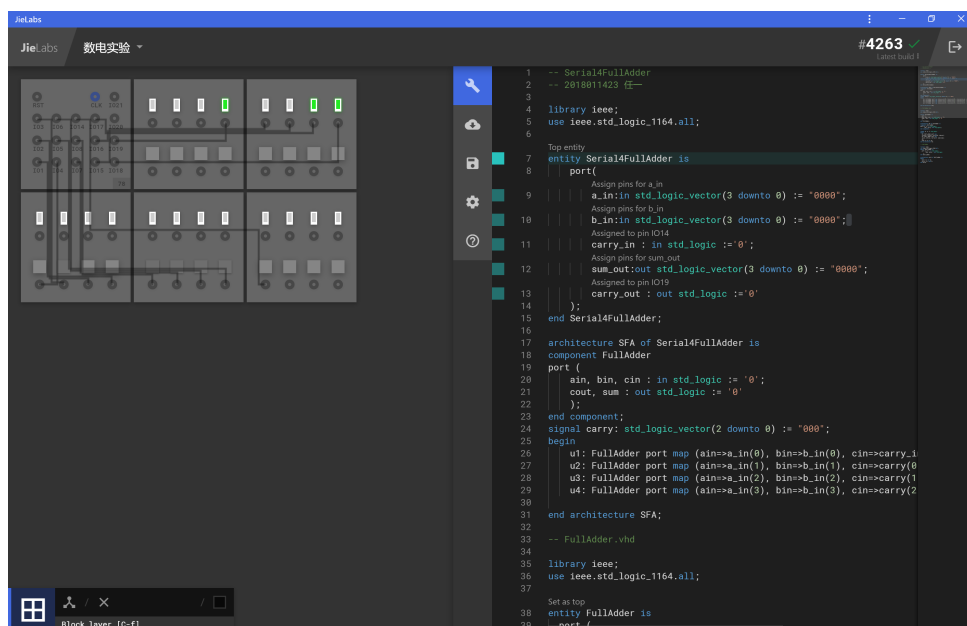 JieLabs
JieLabs 数电实验
#4263
Latest build
RST CLK IO21
IO3 IO6 IO14 IO17 IO20
IO2 IO5 IO13 IO16 IO19
IO1 IO4 IO7 IO15 IO18
1 -- Serial4FullAdder
2 -- 2018011423 任一
3
4 library ieee;
5 use ieee.std_logic_1164.all;
6
Top entity
7 entity Serial4FullAdder is
8 port(
Assign pins for a_in
9 a_in:in std_logic_vector(3 downto 0) := "0000";
Assign pins for b_in
10 b_in:in std_logic_vector(3 downto 0) := "0000";
Assigned to pin IO14
11 carry_in : in std_logic :='0';
Assign pins for sum_out
12 sum_out:out std_logic_vector(3 downto 0) := "0000";
Assigned to pin IO19
13 carry_out : out std_logic :='0'
14 );
15 end Serial4FullAdder;
16
17 architecture SFA of Serial4FullAdder is
18 component FullAdder
19 port (
20 ain, bin, cin : in std_logic := '0';
21 cout, sum : out std_logic := '0'
22 );
23 end component;
24 signal carry: std_logic_vector(2 downto 0) := "000";
25 begin
26 u1: FullAdder port map (ain=>a_in(0), bin=>b_in(0), cin=>carry_i
27 u2: FullAdder port map (ain=>a_in(1), bin=>b_in(1), cin=>carry(0
28 u3: FullAdder port map (ain=>a_in(2), bin=>b_in(2), cin=>carry(1
29 u4: FullAdder port map (ain=>a_in(3), bin=>b_in(3), cin=>carry(2
30
31 end architecture SFA;
32
33 -- FullAdder.vhd
34
35 library ieee;
36 use ieee.std_logic_1164.all;
37
Set as top
38 entity FullAdder is
39 port (
/ /
Block layer [C-f]